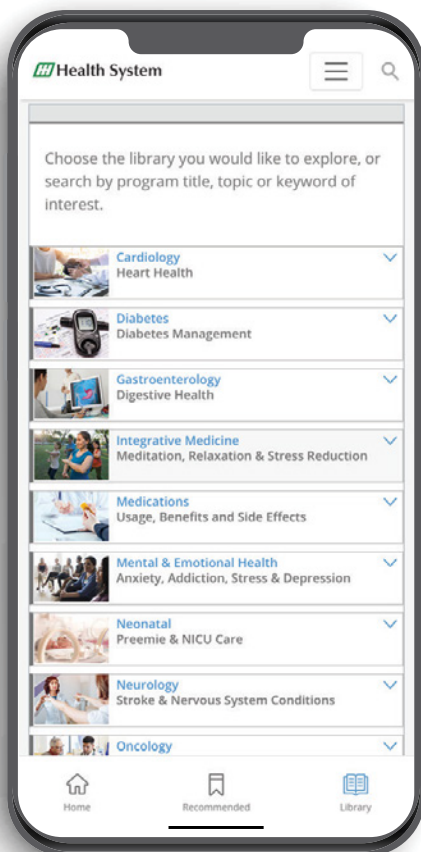 Health System
Choose the library you would like to explore, or
search by program title, topic or keyword of
interest.
Cardiology
Heart Health
Diabetes
Diabetes Management
Gastroenterology
Digestive Health
Integrative Medicine
Meditation, Relaxation & Stress Reduction
Medications
Usage, Benefits and Side Effects
Mental & Emotional Health
Anxiety, Addiction, Stress & Depression
Neonatal
Preemie & NICU Care
Neurology
Stroke & Nervous System Conditions
Oncology
Home Recommended Library